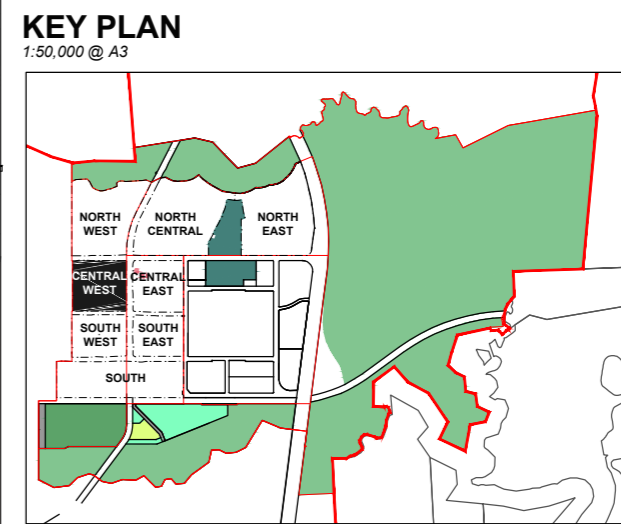 KEY PLAN
1:50,000 @ A3
NORTH
WEST
NORTH
CENTRAL
NORTH
EAST
CENTRAL
WEST
CENTRAL
EAST
SOUTH
WEST
SOUTH
EAST
SOUTH